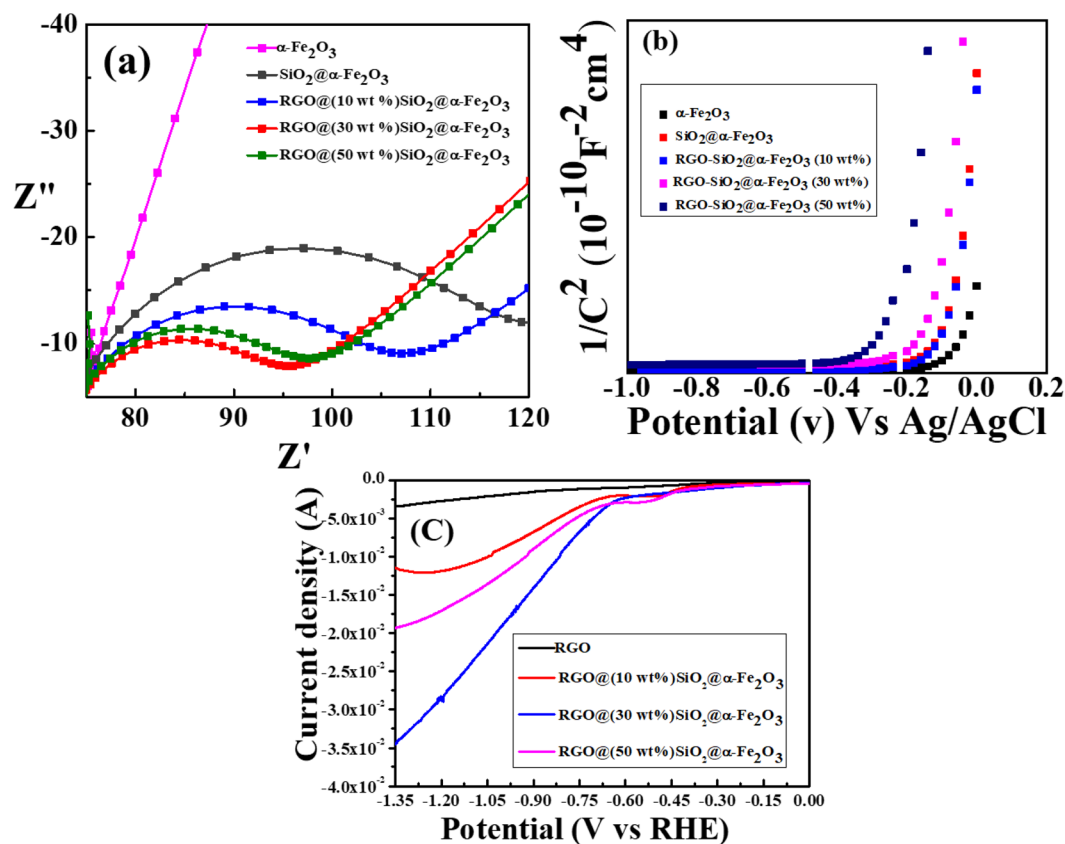 (a)
-40
-30
Z''
-20
-10
α-Fe₂O₃
SiO₂@α-Fe₂O₃
RGO@(10 wt %)SiO₂@α-Fe₂O₃
RGO@(30 wt %)SiO₂@α-Fe₂O₃
RGO@(50 wt %)SiO₂@α-Fe₂O₃
80 90 100 110 120
Z'
(b)
1/C² (10⁻¹⁰F⁻²cm⁴)
α-Fe₂O₃
SiO₂@α-Fe₂O₃
RGO-SiO₂@α-Fe₂O₃ (10 wt%)
RGO-SiO₂@α-Fe₂O₃ (30 wt%)
RGO-SiO₂@α-Fe₂O₃ (50 wt%)
-1.0 -0.8 -0.6 -0.4 -0.2 0.0 0.2
Potential (v) Vs Ag/AgCl
(C)
Current density (A)
0.0
-5.0x10⁻³
-1.0x10⁻²
-1.5x10⁻²
-2.0x10⁻²
-2.5x10⁻²
-3.0x10⁻²
-3.5x10⁻²
-4.0x10⁻²
RGO
RGO@(10 wt%)SiO₂@α-Fe₂O₃
RGO@(30 wt%)SiO₂@α-Fe₂O₃
RGO@(50 wt%)SiO₂@α-Fe₂O₃
-1.35 -1.20 -1.05 -0.90 -0.75 -0.60 -0.45 -0.30 -0.15 0.00
Potential (V vs RHE)